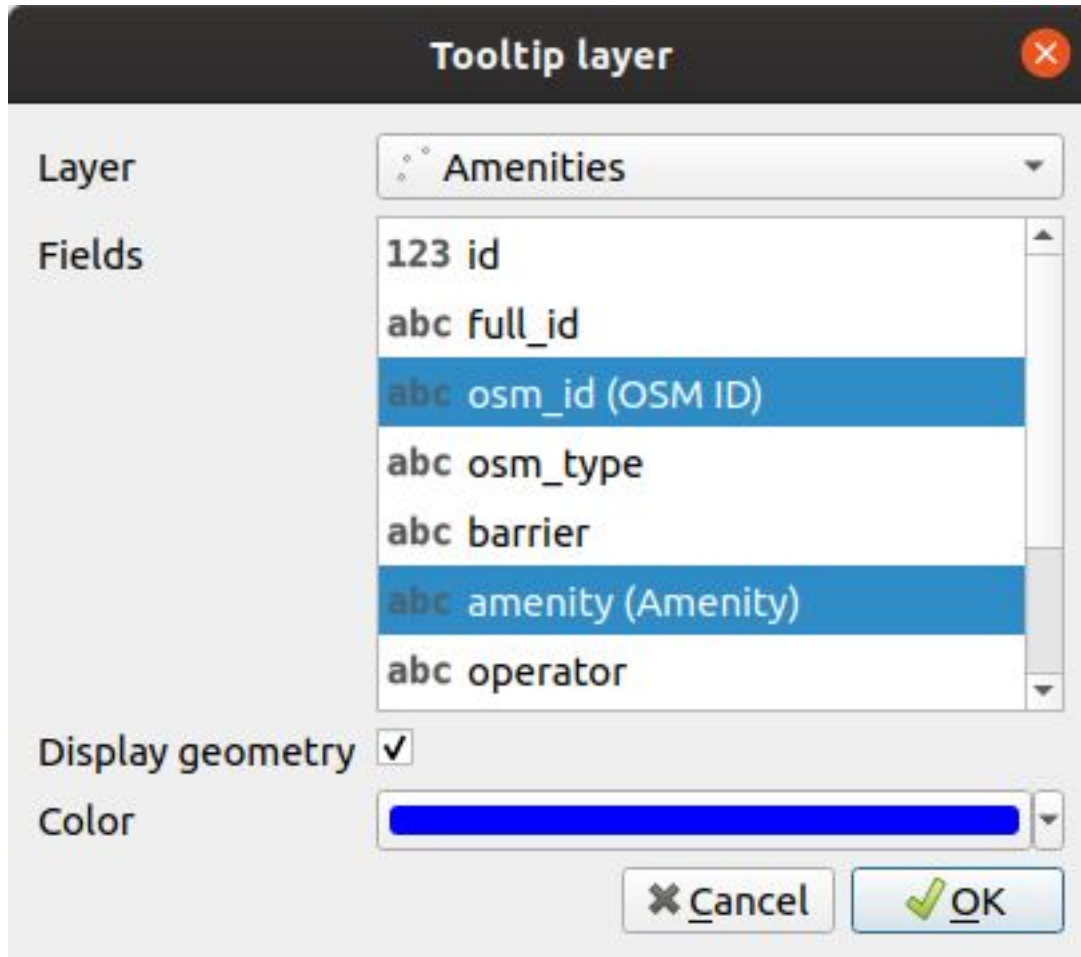 Tooltip layer
Layer Amenities
Fields 123 id
abc full_id
abc osm_id (OSM ID)
abc osm_type
abc barrier
abc amenity (Amenity)
abc operator
Display geometry
Color
Cancel OK